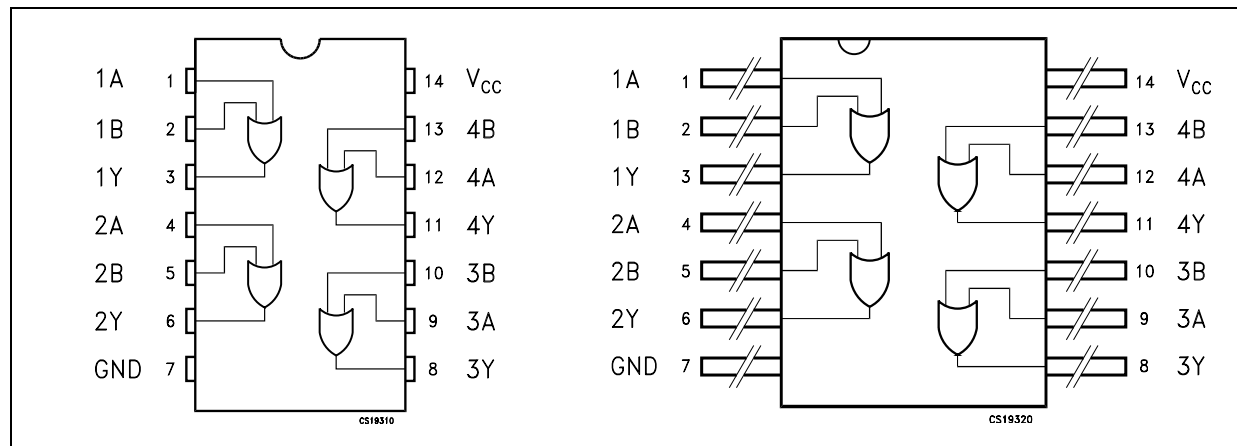 1A 1 14 VCC
1B 2 13 4B
1Y 3 12 4A
2A 4 11 4Y
2B 5 10 3B
2Y 6 9 3A
GND 7 8 3Y
CS19310
1A 1 14 VCC
1B 2 13 4B
1Y 3 12 4A
2A 4 11 4Y
2B 5 10 3B
2Y 6 9 3A
GND 7 8 3Y
CS19320